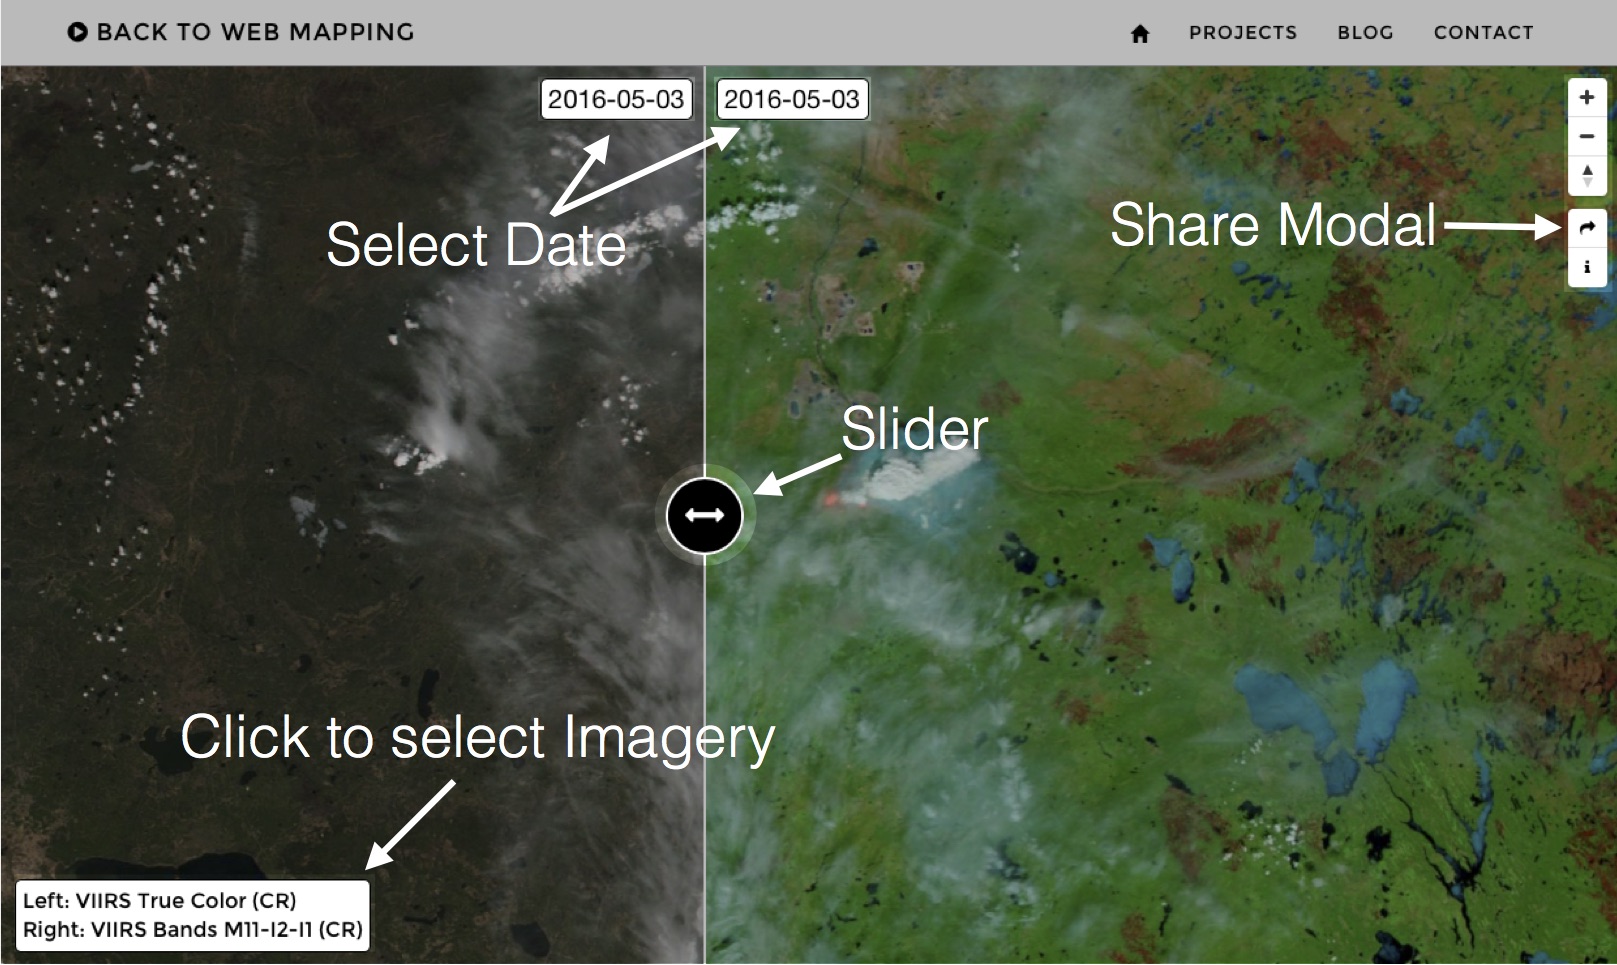 BACK TO WEB MAPPING
PROJECTS BLOG CONTACT
2016-05-03 2016-05-03
Select Date
Share Modal
Slider
Click to select Imagery
Left: VIIRS True Color (CR)
Right: VIIRS Bands M11-I2-I1 (CR)